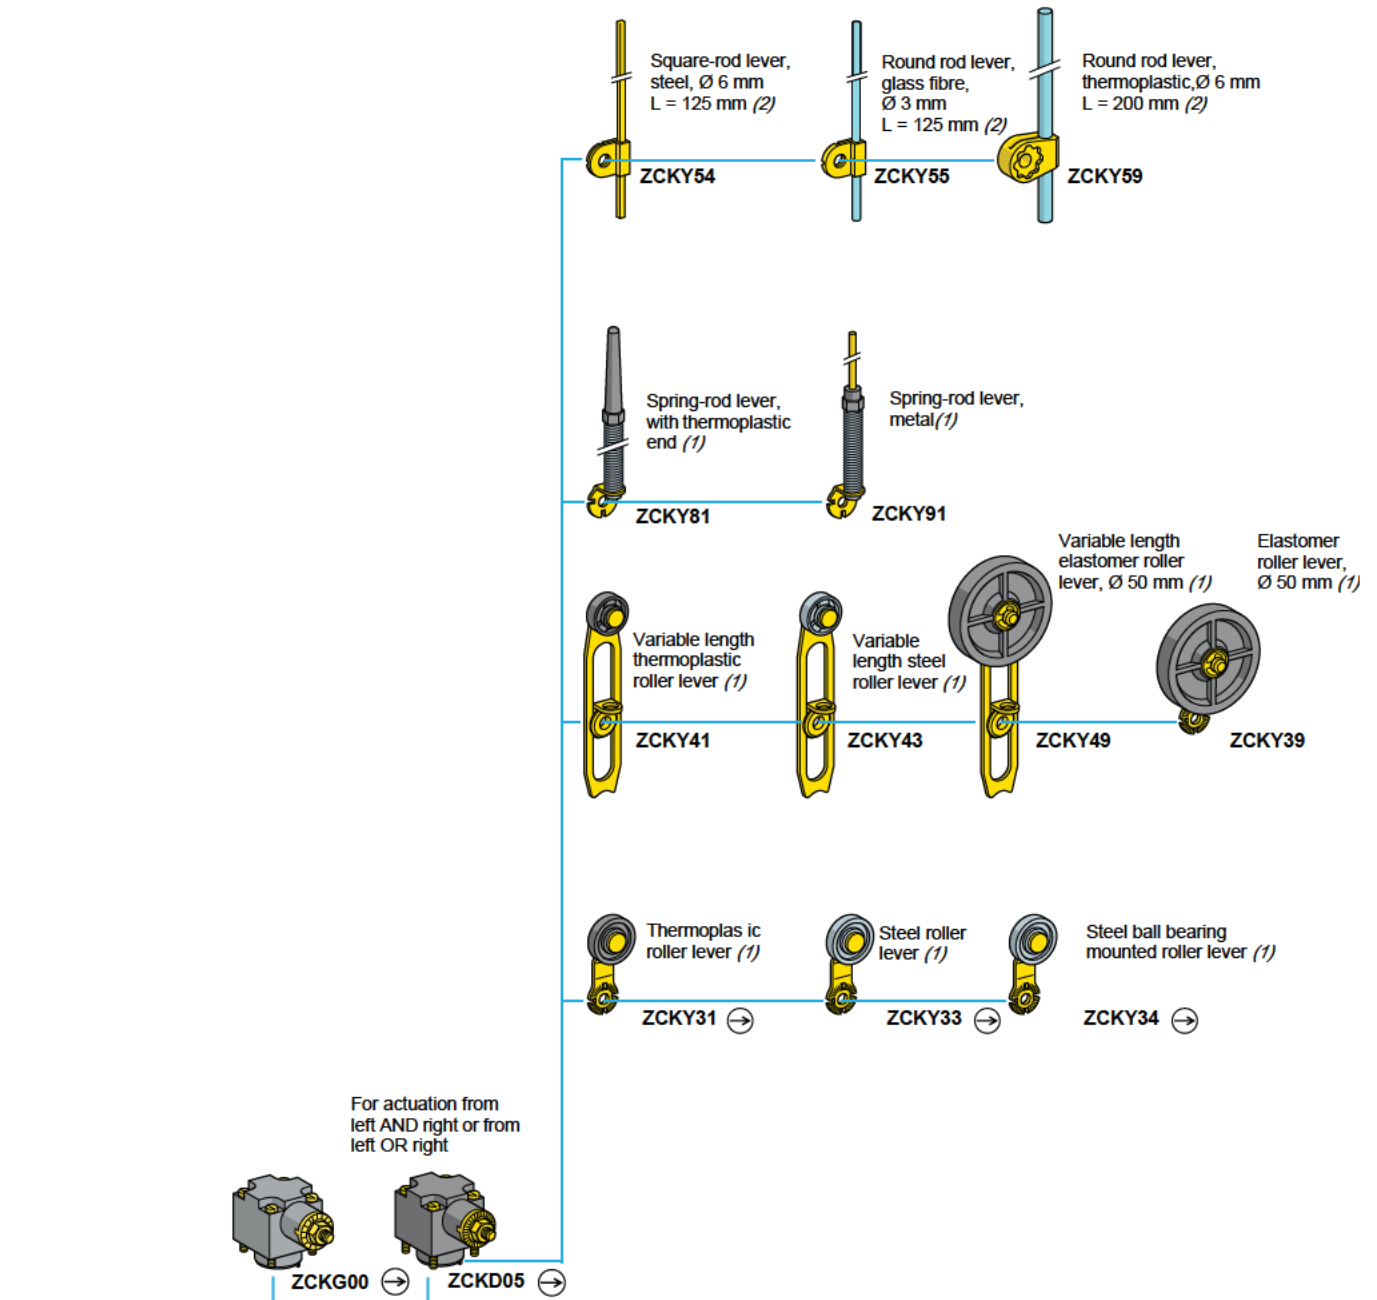 Square-rod lever,
steel, Ø 6 mm
L = 125 mm (2)
ZCKY54
Round rod lever,
glass fibre,
Ø 3 mm
L = 125 mm (2)
ZCKY55
Round rod lever,
thermoplastic,Ø 6 mm
L = 200 mm (2)
ZCKY59
Spring-rod lever,
with thermoplastic
end (1)
ZCKY81
Spring-rod lever,
metal(1)
ZCKY91
Variable length
thermoplastic
roller lever (1)
ZCKY41
Variable
length steel
roller lever (1)
ZCKY43
Variable length
elastomer roller
lever, Ø 50 mm (1)
ZCKY49
Elastomer
roller lever,
Ø 50 mm (1)
ZCKY39
Thermoplas ic
roller lever (1)
ZCKY31
Steel roller
lever (1)
ZCKY33
Steel ball bearing
mounted roller lever (1)
ZCKY34
For actuation from
left AND right or from
left OR right
ZCKG00
ZCKD05